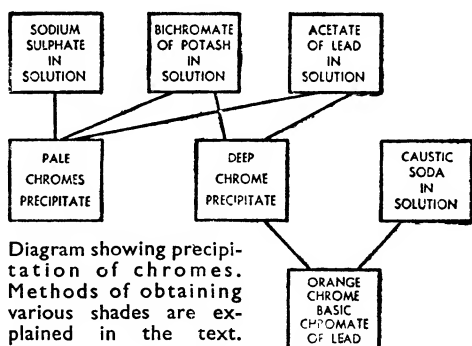 SODIUM
SULPHATE
IN
SOLUTION
BICHROMATE
OF POTASH
IN
SOLUTION
ACETATE
OF LEAD
IN
SOLUTION
PALE
CHROMES
PRECIPITATE
DEEP
CHROME
PRECIPITATE
CAUSTIC
SODA
IN
SOLUTION
Diagram showing precipi-
tation of chromes.
Methods of obtaining
various shades are ex-
plained in the text.
ORANGE
CHROME
BASIC
CHROMATE
OF LEAD